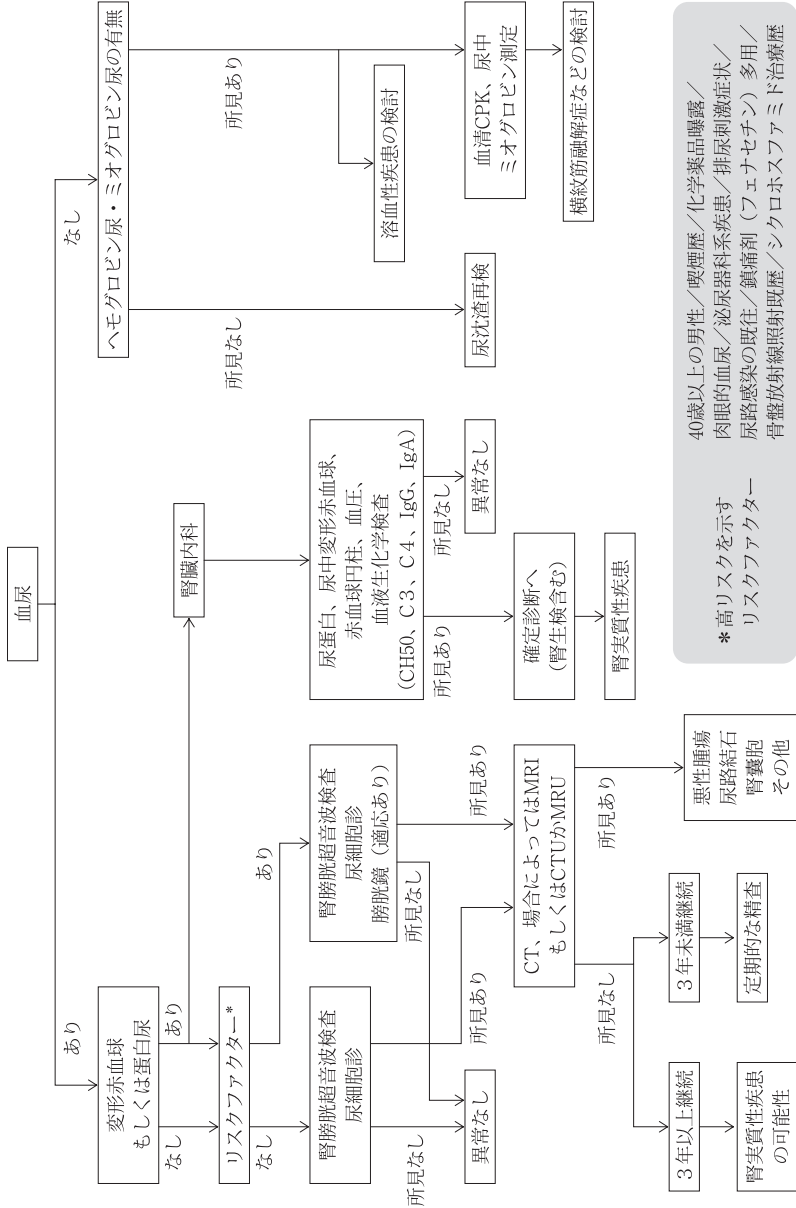 血尿
あり
なし
変形赤血球
もしくは蛋白尿
なし
あり
リスクファクター*
なし
あり
腎膀胱超音波検査
尿細胞診
所見なし
所見あり
異常なし
腎膀胱超音波検査
尿細胞診
膀胱鏡（適応あり）
所見なし
所見あり
CT、場合によってはMRI
もしくはCTUかMRU
所見なし
所見あり
3年以上継続
腎実質性疾患
の可能性
3年未満継続
定期的な精査
悪性腫瘍
尿路結石
腎嚢胞
その他
腎臓内科
尿蛋白、尿中変形赤血球、
赤血球円柱、血圧、
血液生化学検査
(CH50、C３、C４、IgG、IgA)
所見あり
所見なし
確定診断へ
(腎生検含む)
腎実質性疾患
異常なし
ヘモグロビン尿・ミオグロビン尿の有無
所見なし
所見あり
尿沈渣再検
溶血性疾患の検討
血清CPK、尿中
ミオグロビン測定
横紋筋融解症などの検討
*高リスクを示す
リスクファクター
40歳以上の男性／喫煙歴／化学薬品曝露／
肉眼的血尿／泌尿器科系疾患／排尿刺激症状／
尿路感染の既往／鎮痛剤（フェナセチン）多用／
骨盤放射線照射既歴／シクロホスファミド治療歴